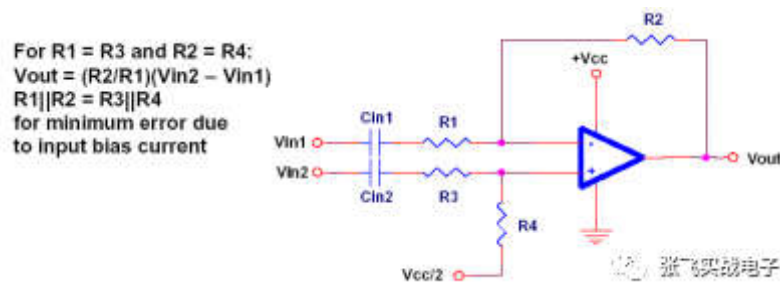 For R1 = R3 and R2 = R4:
Vout = (R2/R1)(Vin2 – Vin1)
R1||R2 = R3||R4
for minimum error due
to input bias current
R2
+Vcc
Cin1
R1
Vin1
-
Vin2
+
Vout
Cin2
R3
R4
Vcc/2
张飞实战电子